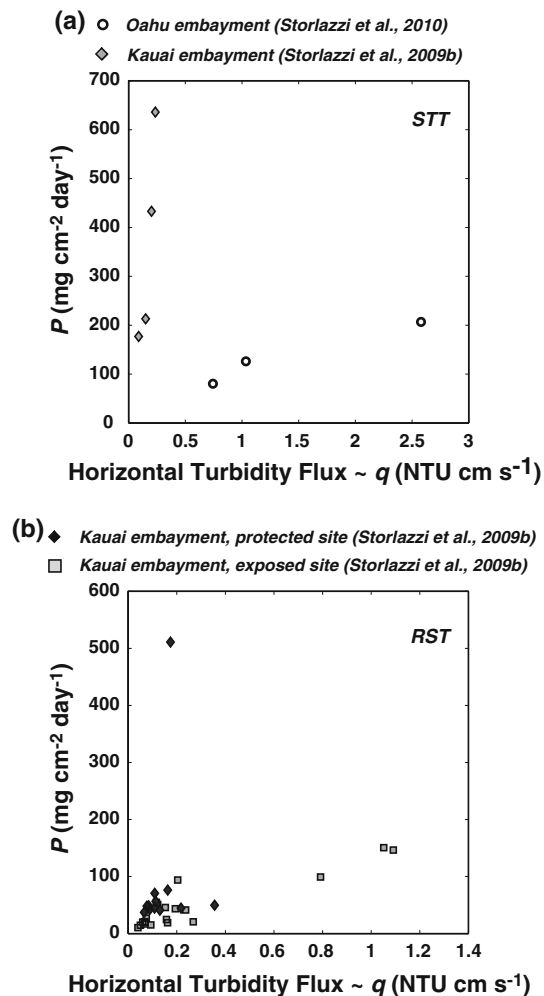 (a) Oahu embayment (Storlazzi et al., 2010)
Kauai embayment (Storlazzi et al., 2009b)
STT
700
600
500
400
300
200
100
0
P (mg cm-2 day-1)
0 0.5 1 1.5 2 2.5 3
Horizontal Turbidity Flux ~ q (NTU cm s-1)
(b) Kauai embayment, protected site (Storlazzi et al., 2009b)
Kauai embayment, exposed site (Storlazzi et al., 2009b)
RST
600
500
400
300
200
100
0
P (mg cm-2 day-1)
0 0.2 0.4 0.6 0.8 1 1.2 1.4
Horizontal Turbidity Flux ~ q (NTU cm s-1)